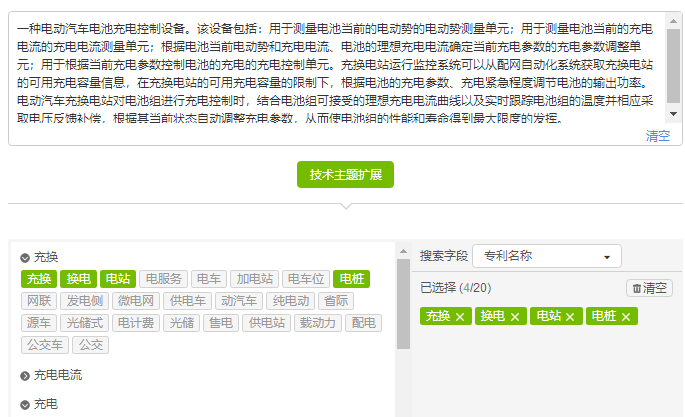 一种电动汽车电池充电控制设备。该设备包括：用于测量电池当前的电动势的电动势测量单元；用于测量电池当前的充电
电流的充电电流测量单元；根据电池当前电动势和充电电流、电池的理想充电电流确定当前充电参数的充电参数调整单
元；用于根据当前充电参数控制电池的充电的充电控制单元。充换电站运行监控系统可以从配网自动化系统获取充换电站
的可用充电容量信息，在充换电站的可用充电容量的限制下，根据电池的充电参数、充电紧急程度调节电池的输出功率。
电动汽车充换电站对电池组进行充电控制时，结合电池组可接受的理想充电电流曲线以及实时跟踪电池组的温度并相应采
取电压反馈补偿，根据其当前状态自动调整充电参数，从而使电池组的性能和寿命得到最大限度的发挥。
清空
技术主题扩展
充换
充换 换电 电站 电服务 电车 加电站 电车位 电桩
网联 发电侧 微电网 供电车 动汽车 纯电动 省际
源车 光储式 电计费 光储 售电 供电站 载动力 配电
公交车 公交
充电电流
充电
搜索字段 专利名称
已选择 (4/20) 清空
充换 × 换电 × 电站 × 电桩 ×